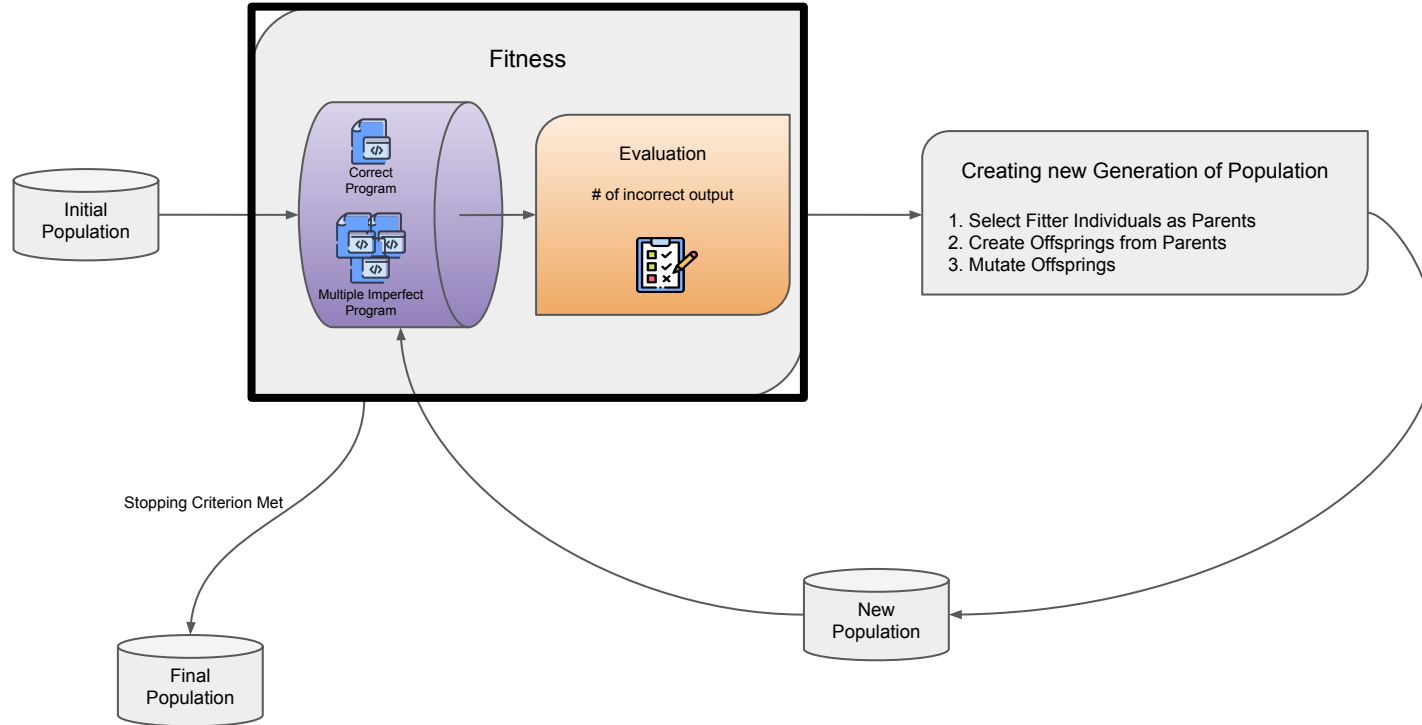 Fitness
Correct
Program
Multiple Imperfect
Program
Evaluation
# of incorrect output
Initial
Population
Creating new Generation of Population
1. Select Fitter Individuals as Parents
2. Create Offsprings from Parents
3. Mutate Offsprings
Stopping Criterion Met
New
Population
Final
Population